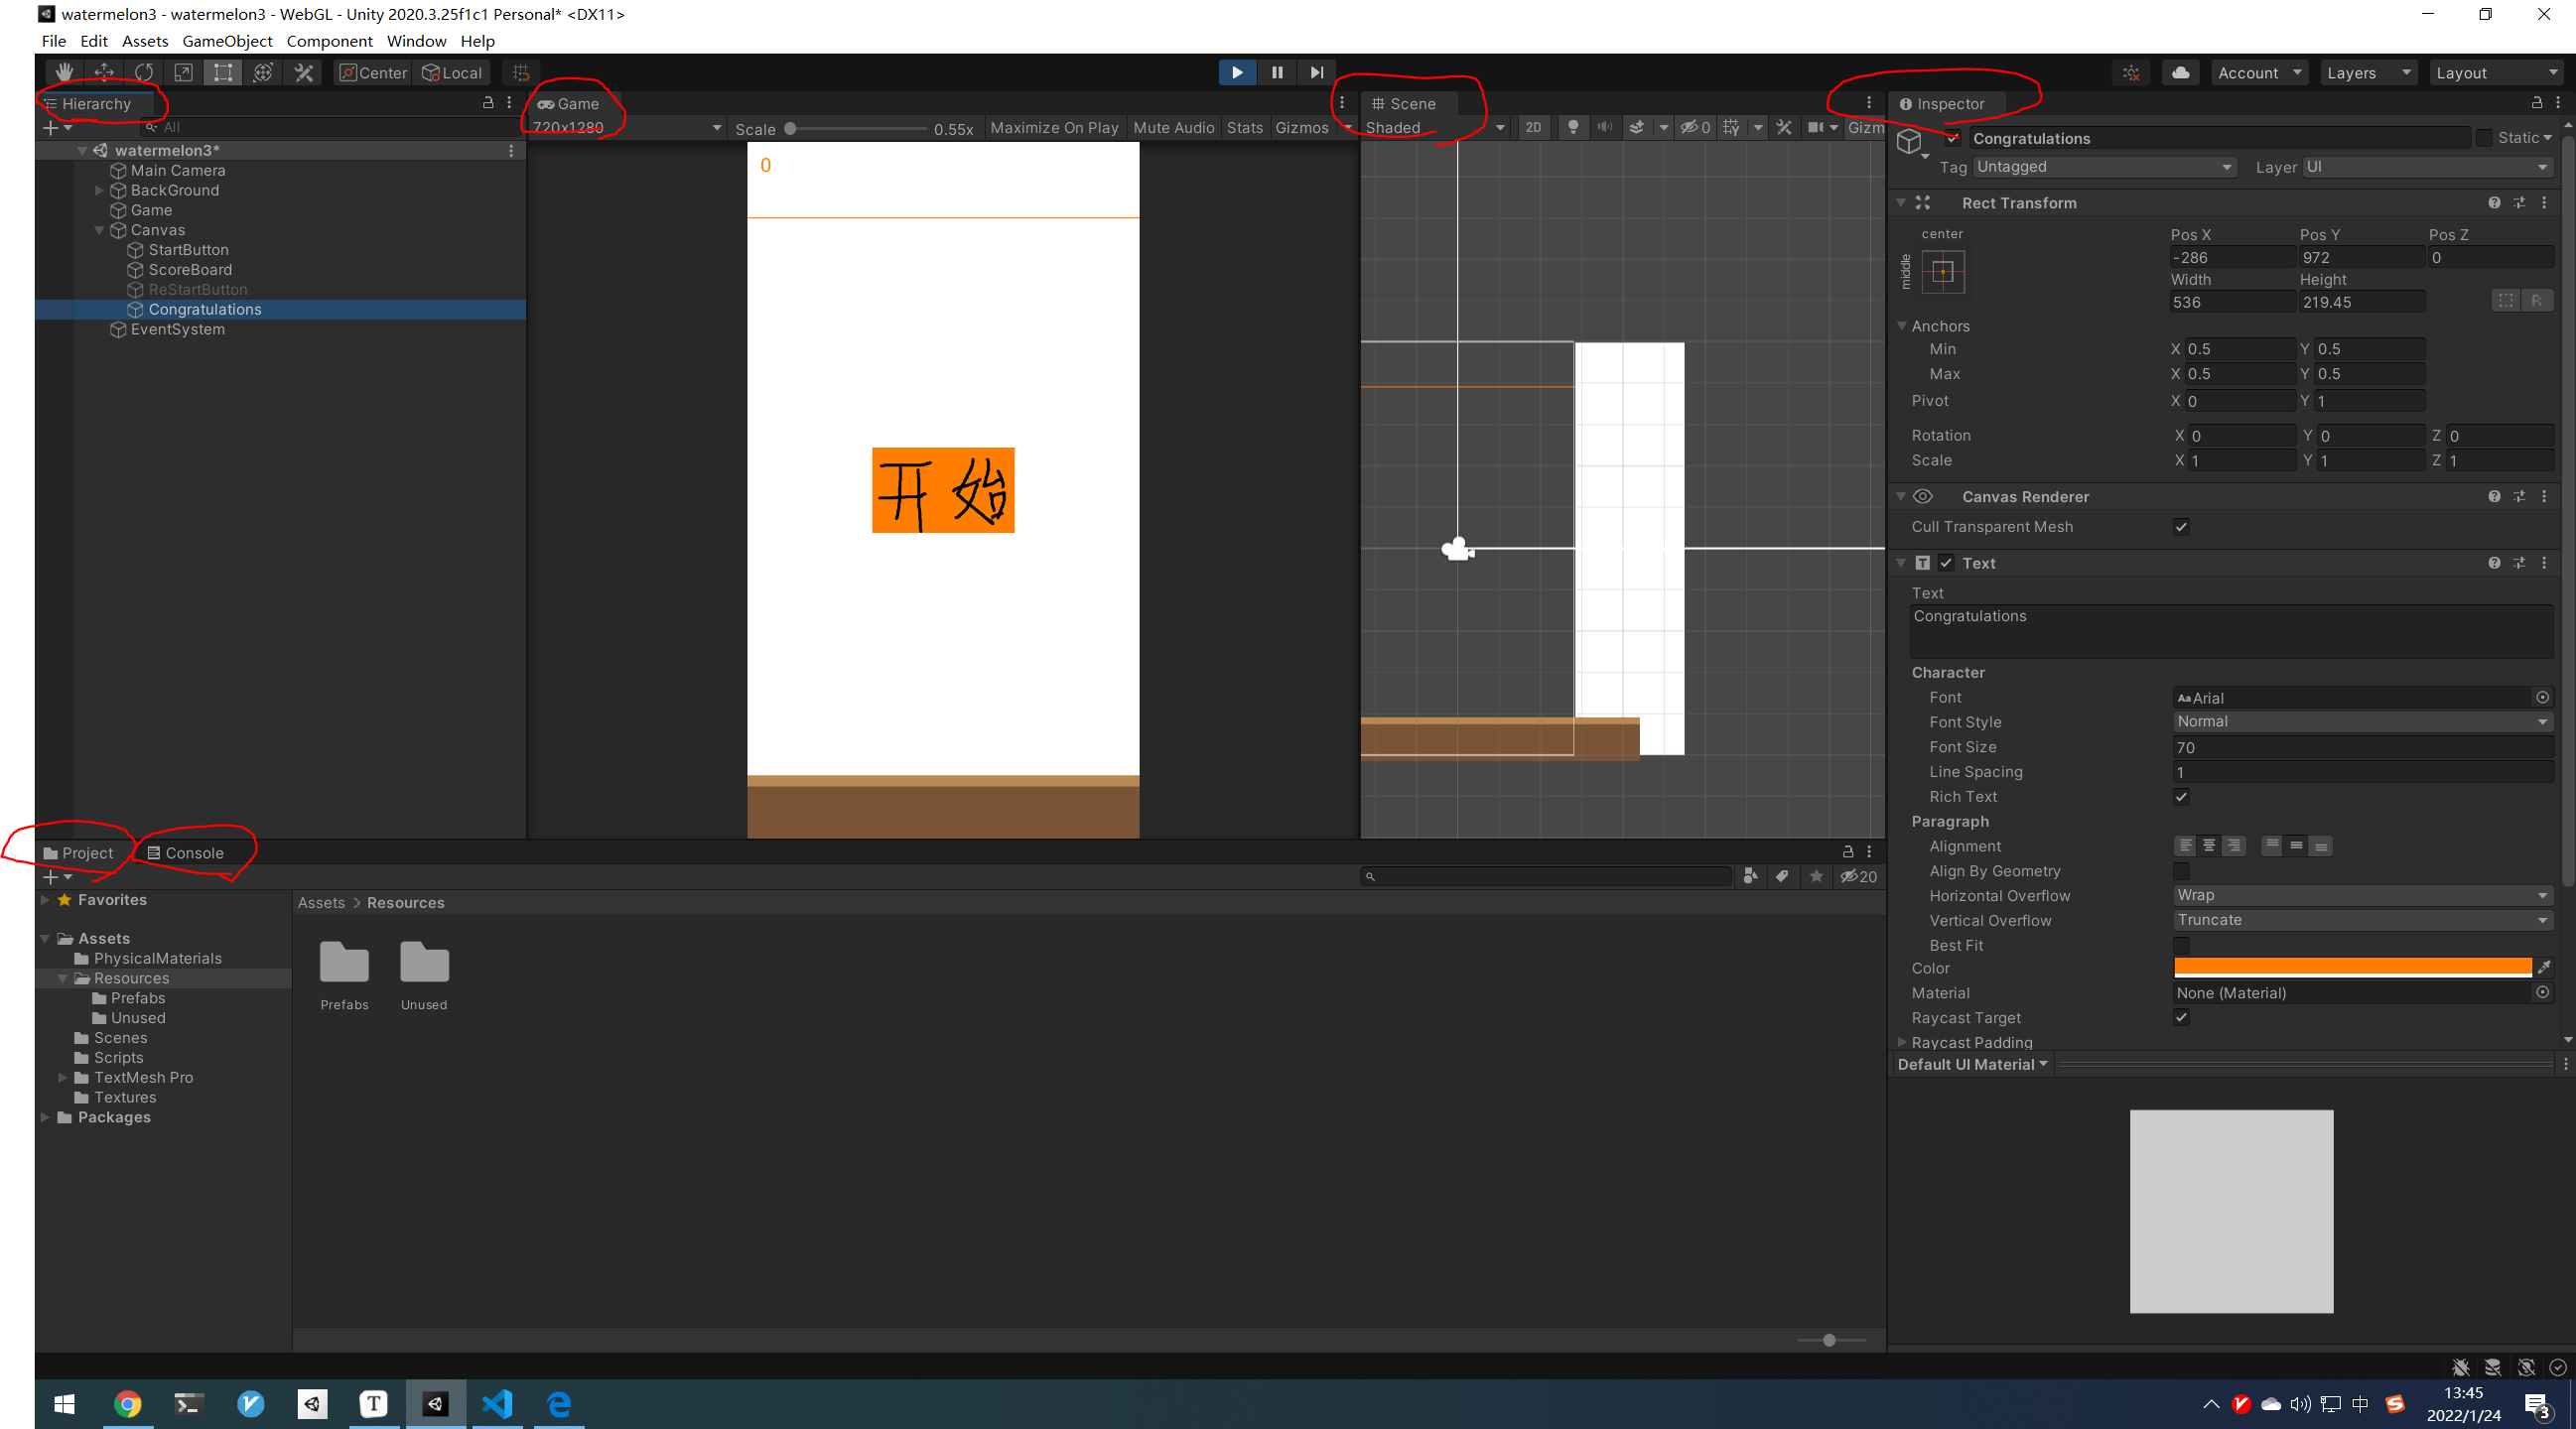 watermelon3 - watermelon3 - WebGL - Unity 2020.3.25f1c1 Personal* <DX11>
File Edit Assets GameObject Component Window Help
Center Local Account Layers Layout
Hierarchy
All
watermelon3*
Main Camera
BackGround
Game
Canvas
StartButton
ScoreBoard
ReStartButton
Congratulations
EventSystem
Game
720x1280 Scale 0.55x Maximize On Play Mute Audio Stats Gizmos
0
开始
Scene
Shaded 2D 0 Gizm
Inspector
Congratulations Static
Tag Untagged Layer UI
Rect Transform
center
middle
Pos X Pos Y Pos Z
-286 972 0
Width Height
536 219.45
R
Anchors
Min X 0.5 Y 0.5
Max X 0.5 Y 0.5
Pivot X 0 Y 1
Rotation X 0 Y 0 Z 0
Scale X 1 Y 1 Z 1
Canvas Renderer
Cull Transparent Mesh
Text
Text
Congratulations
Character
Font Arial
Font Style Normal
Font Size 70
Line Spacing 1
Rich Text
Paragraph
Alignment
Align By Geometry
Horizontal Overflow Wrap
Vertical Overflow Truncate
Best Fit
Color
Material None (Material)
Raycast Target
Raycast Padding
Default UI Material
Project Console
20
Favorites
Assets
PhysicalMaterials
Resources
Prefabs
Unused
Scenes
Scripts
TextMesh Pro
Textures
Packages
Assets > Resources
Prefabs Unused
中
13:45
2022/1/24
3